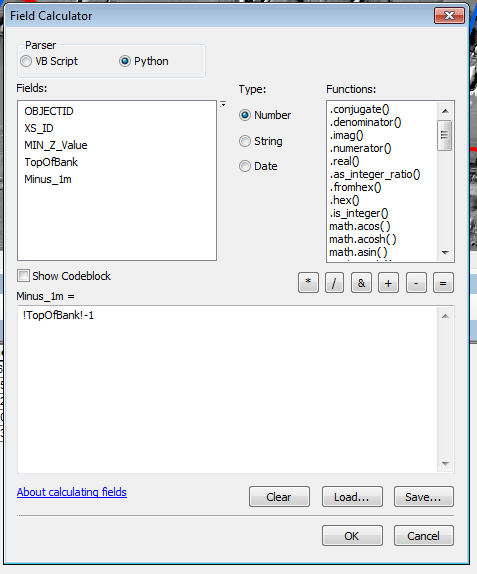 Field Calculator
Parser
VB Script
Python
Fields:
OBJECTID
XS_ID
MIN_Z_Value
TopOfBank
Minus_1m
Type:
Number
String
Date
Functions:
.conjugate()
.denominator()
.imag()
.numerator()
.real()
.as_integer_ratio()
.fromhex()
.hex()
.is_integer()
math.acos( )
math.acosh( )
math.asin( )
Show Codeblock
* / & + - =
Minus_1m =
!TopOfBank!-1
About calculating fields
Clear
Load...
Save...
OK
Cancel